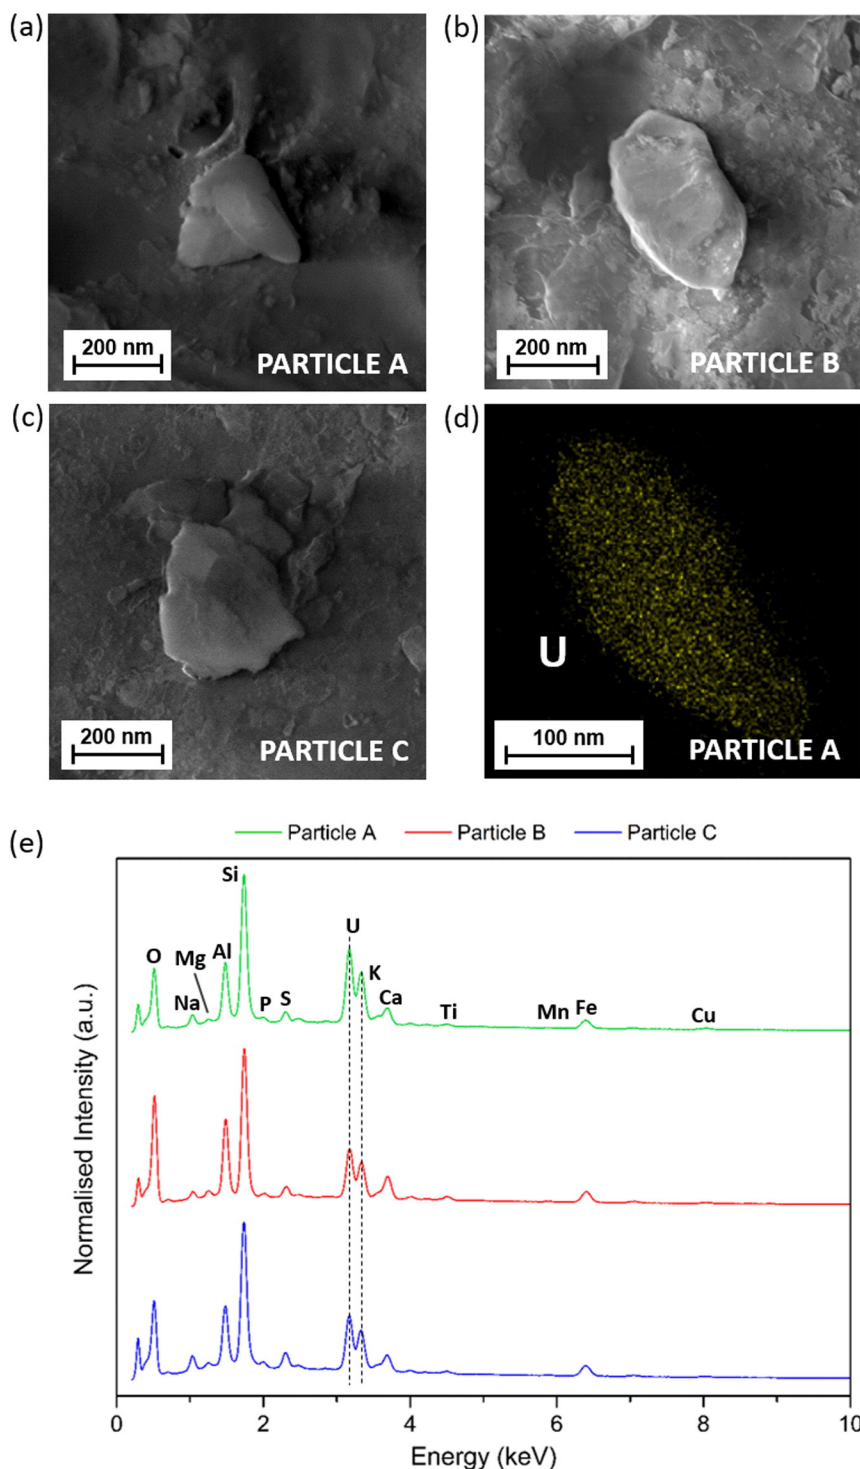 (a)
200 nm
PARTICLE A
(b)
200 nm
PARTICLE B
(c)
200 nm
PARTICLE C
(d)
U
100 nm
PARTICLE A
(e)
Particle A
Particle B
Particle C
Normalised Intensity (a.u.)
O
Na
Mg
Al
Si
P
S
U
K
Ca
Ti
Mn
Fe
Cu
0
2
4
6
8
10
Energy (keV)